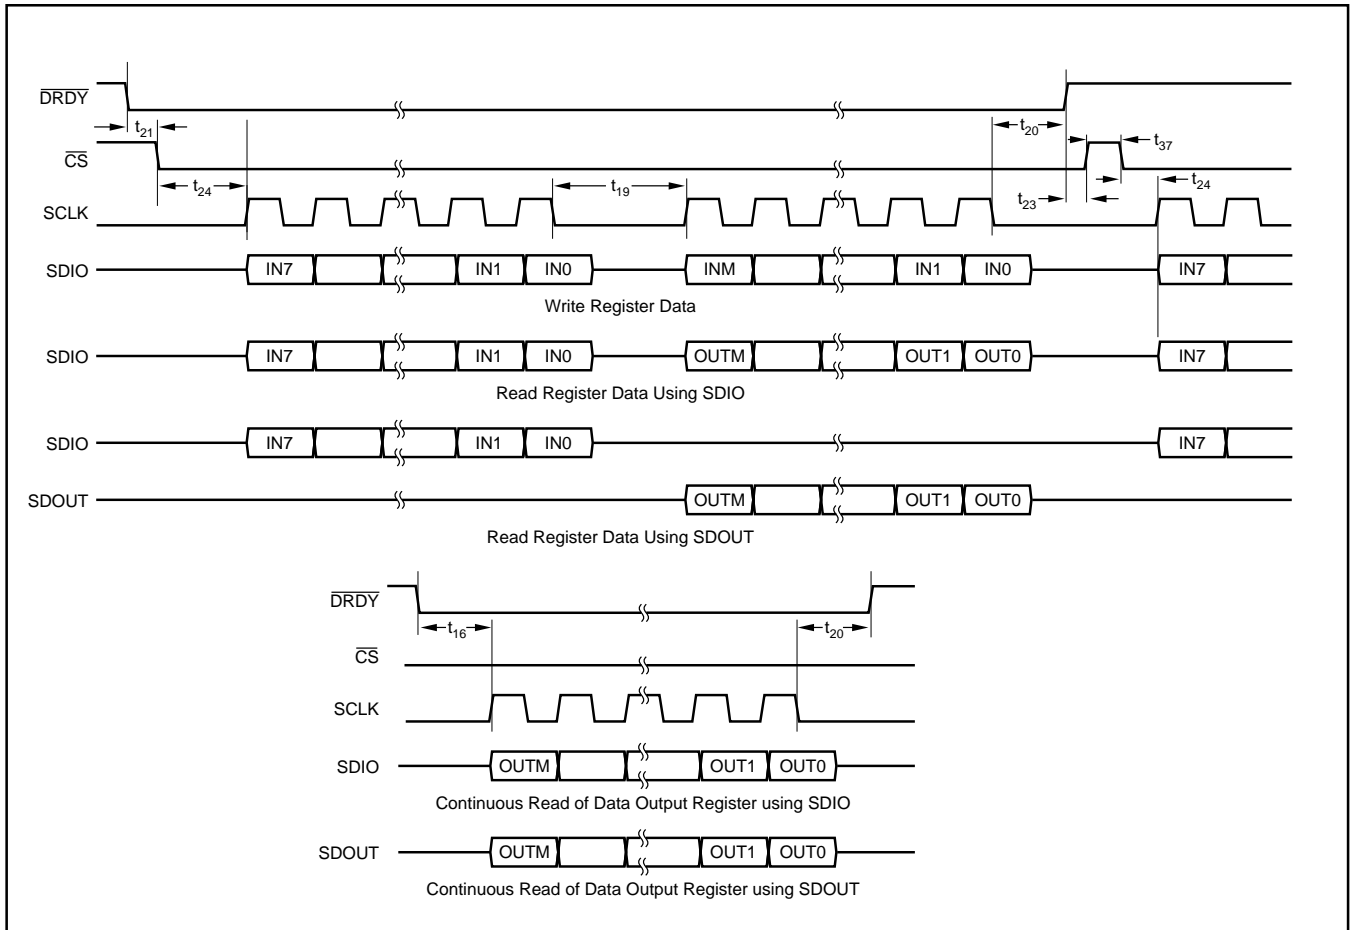 DRDY
t21
t20
t37
CS
t24
t19
t24
t23
SCLK
SDIO IN7 IN1 IN0 INM IN1 IN0 IN7
Write Register Data
SDIO IN7 IN1 IN0 OUTM OUT1 OUT0 IN7
Read Register Data Using SDIO
SDIO IN7 IN1 IN0 IN7
SDOUT OUTM OUT1 OUT0
Read Register Data Using SDOUT
DRDY
t16 t20
CS
SCLK
SDIO OUTM OUT1 OUT0
Continuous Read of Data Output Register using SDIO
SDOUT OUTM OUT1 OUT0
Continuous Read of Data Output Register using SDOUT